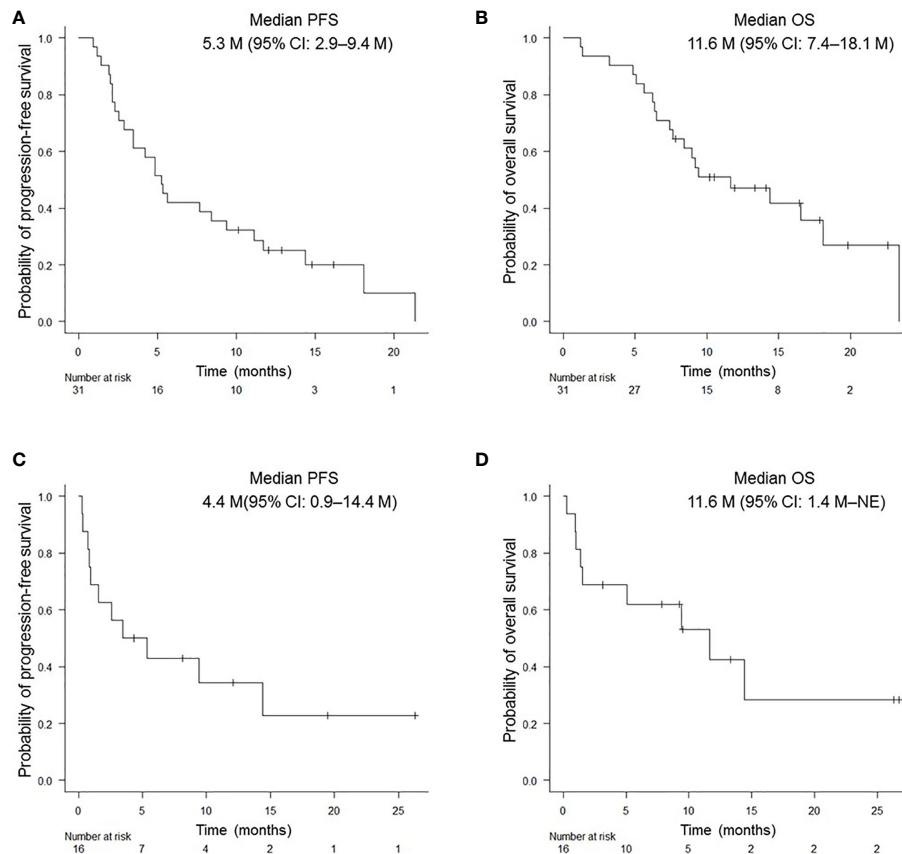 A
Median PFS
5.3 M (95% CI: 2.9–9.4 M)
Probability of progression-free survival
1.0
0.8
0.6
0.4
0.2
0.0
0 5 10 15 20
Time (months)
Number at risk
31 16 10 3 1
B
Median OS
11.6 M (95% CI: 7.4–18.1 M)
Probability of overall survival
1.0
0.8
0.6
0.4
0.2
0.0
0 5 10 15 20
Time (months)
Number at risk
31 27 15 8 2
C
Median PFS
4.4 M(95% CI: 0.9–14.4 M)
Probability of progression-free survival
1.0
0.8
0.6
0.4
0.2
0.0
0 5 10 15 20 25
Time (months)
Number at risk
16 7 4 2 1 1
D
Median OS
11.6 M (95% CI: 1.4 M–NE)
Probability of overall survival
1.0
0.8
0.6
0.4
0.2
0.0
0 5 10 15 20 25
Time (months)
Number at risk
16 10 5 2 2 2